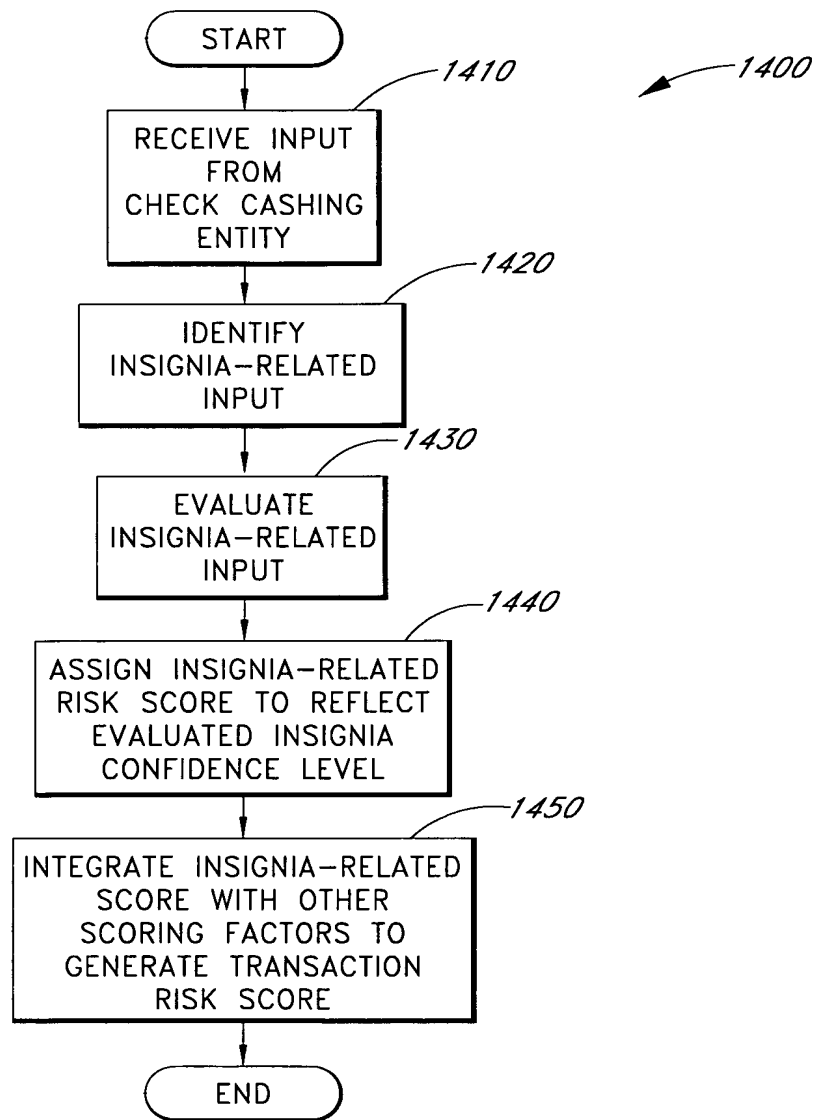 START
1410
1400
RECEIVE INPUT
FROM
CHECK CASHING
ENTITY
1420
IDENTIFY
INSIGNIA-RELATED
INPUT
1430
EVALUATE
INSIGNIA-RELATED
INPUT
1440
ASSIGN INSIGNIA-RELATED
RISK SCORE TO REFLECT
EVALUATED INSIGNIA
CONFIDENCE LEVEL
1450
INTEGRATE INSIGNIA-RELATED
SCORE WITH OTHER
SCORING FACTORS TO
GENERATE TRANSACTION
RISK SCORE
END